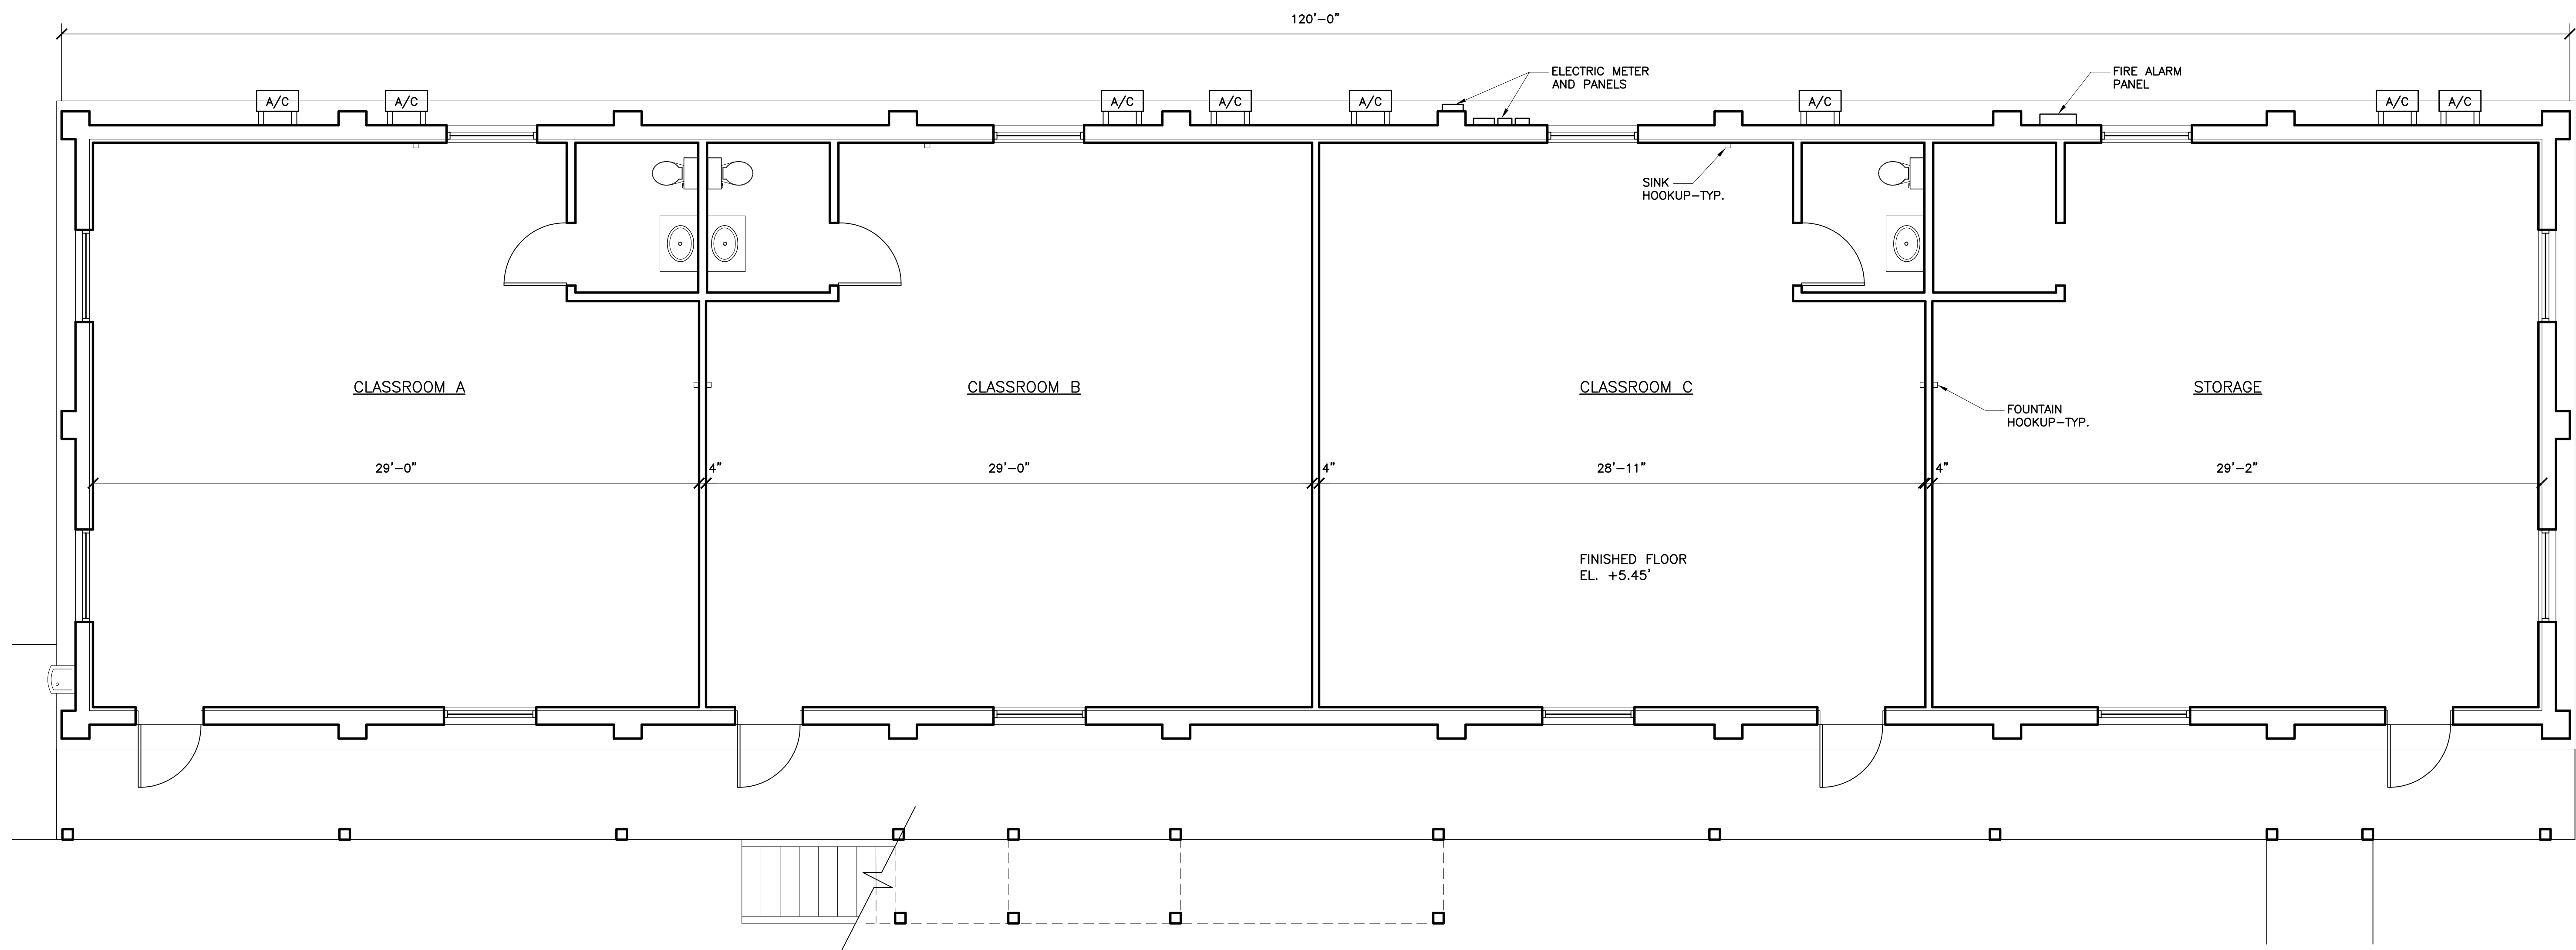 120'-0"
A/C
A/C
A/C
A/C
A/C
ELECTRIC METER
AND PANELS
A/C
FIRE ALARM
PANEL
A/C
A/C
SINK
HOOKUP-TYP.
CLASSROOM A
CLASSROOM B
CLASSROOM C
STORAGE
FOUNTAIN
HOOKUP-TYP.
29'-0"
4"
29'-0"
4"
28'-11"
4"
29'-2"
FINISHED FLOOR
EL. +5.45'